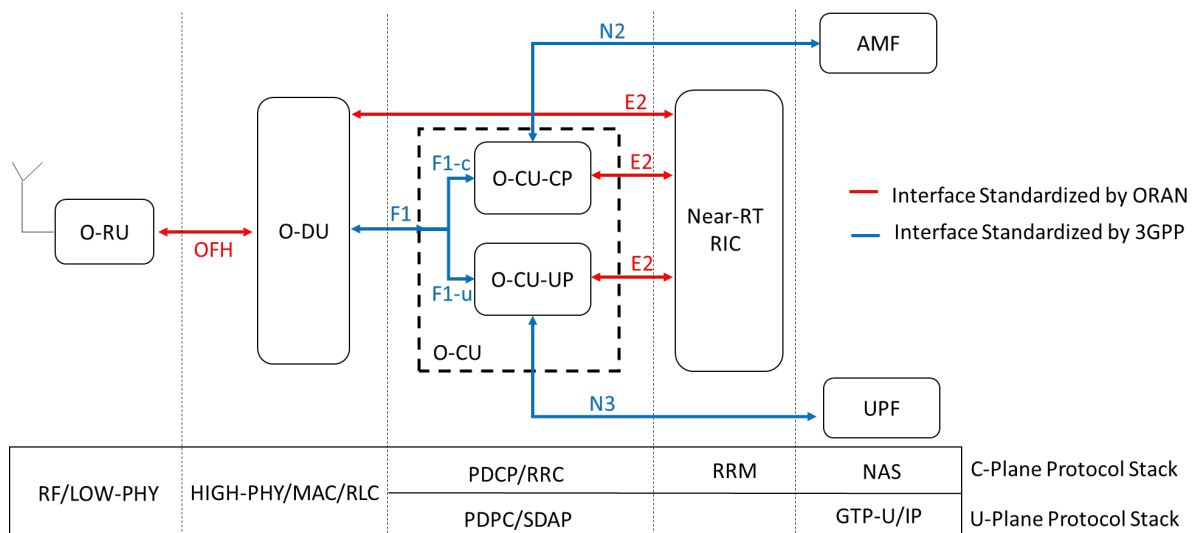 N2
AMF
E2
F1-c
O-CU-CP
E2
Near-RT
RIC
Interface Standardized by ORAN
Interface Standardized by 3GPP
O-RU
OFH
O-DU
F1
O-CU-UP
E2
F1-u
O-CU
N3
UPF
RF/LOW-PHY
HIGH-PHY/MAC/RLC
PDCP/RRC
RRM
NAS
C-Plane Protocol Stack
PDPC/SDAP
GTP-U/IP
U-Plane Protocol Stack